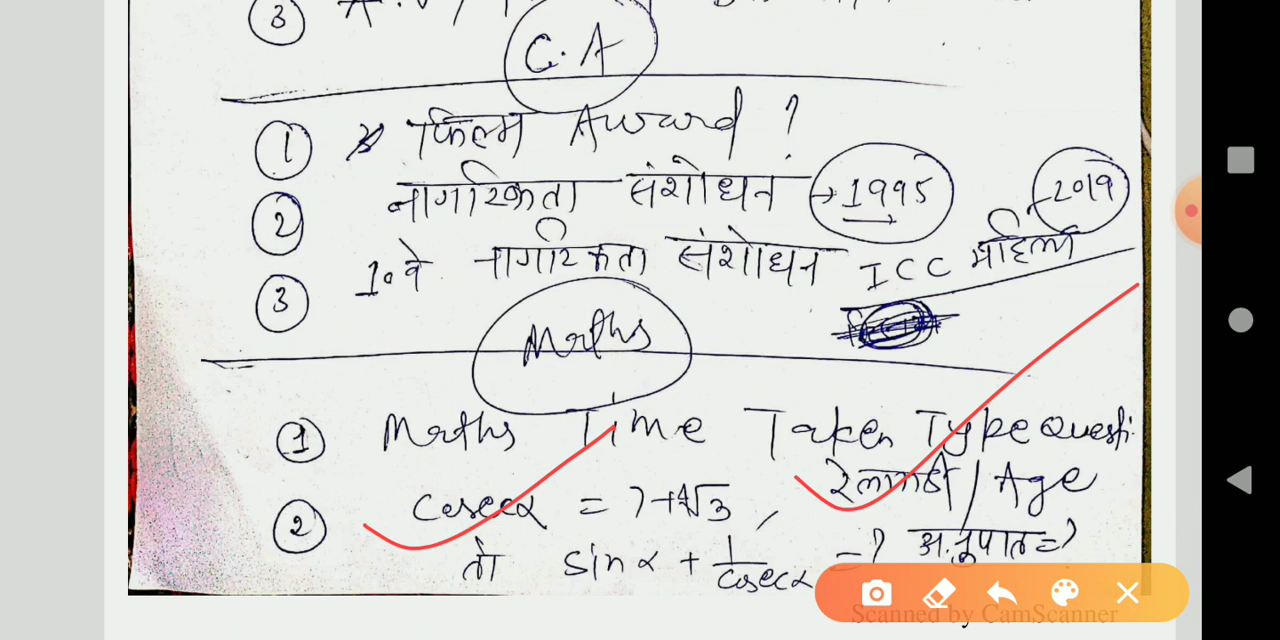 ③
C.A
① फिल्म Award ?
② नागरिकता संशोधन → 1995
2019
③ 10वे नागरिकता संशोधन ICC महिला
Maths
① Maths Time Taken Type Questi.
रेलगाडी / Age
② Cosecα = 7+4√3 ,
तो sinα + 1/cosecα =? अनुपात=?
Scanned by CamScanner